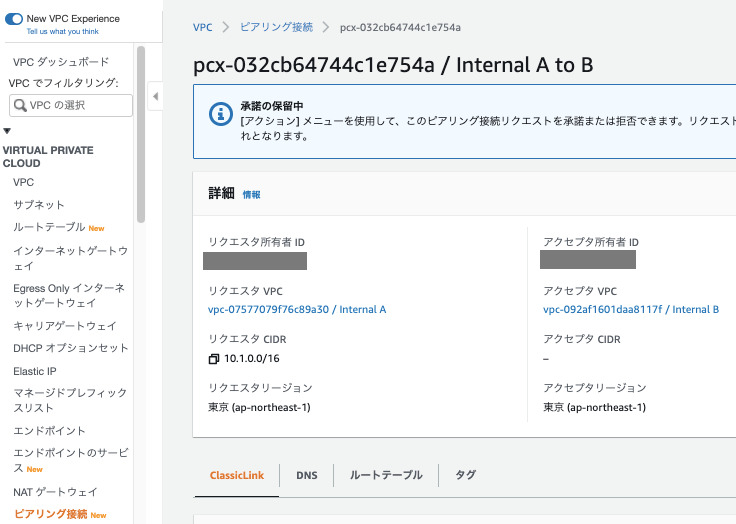 New VPC Experience
Tell us what you think
VPC ダッシュボード
VPC でフィルタリング:
VPC の選択
VIRTUAL PRIVATE
CLOUD
VPC
サブネット
ルートテーブル New
インターネットゲートウ
ェイ
Egress Only インターネ
ットゲートウェイ
キャリアゲートウェイ
DHCP オプションセット
Elastic IP
マネージドプレフィック
スリスト
エンドポイント
エンドポイントのサービ
ス New
NAT ゲートウェイ
ピアリング接続 New
VPC > ピアリング接続 > pcx-032cb64744c1e754a
pcx-032cb64744c1e754a / Internal A to B
承諾の保留中
[アクション] メニューを使用して、このピアリング接続リクエストを承諾または拒否できます。リクエスト
れとなります。
詳細 情報
リクエスタ所有者 ID
リクエスタ VPC
vpc-07577079f76c89a30 / Internal A
リクエスタ CIDR
10.1.0.0/16
リクエスタリージョン
東京 (ap-northeast-1)
アクセプタ所有者 ID
アクセプタ VPC
vpc-092af1601daa8117f / Internal B
アクセプタ CIDR
–
アクセプタリージョン
東京 (ap-northeast-1)
ClassicLink
DNS
ルートテーブル
タグ